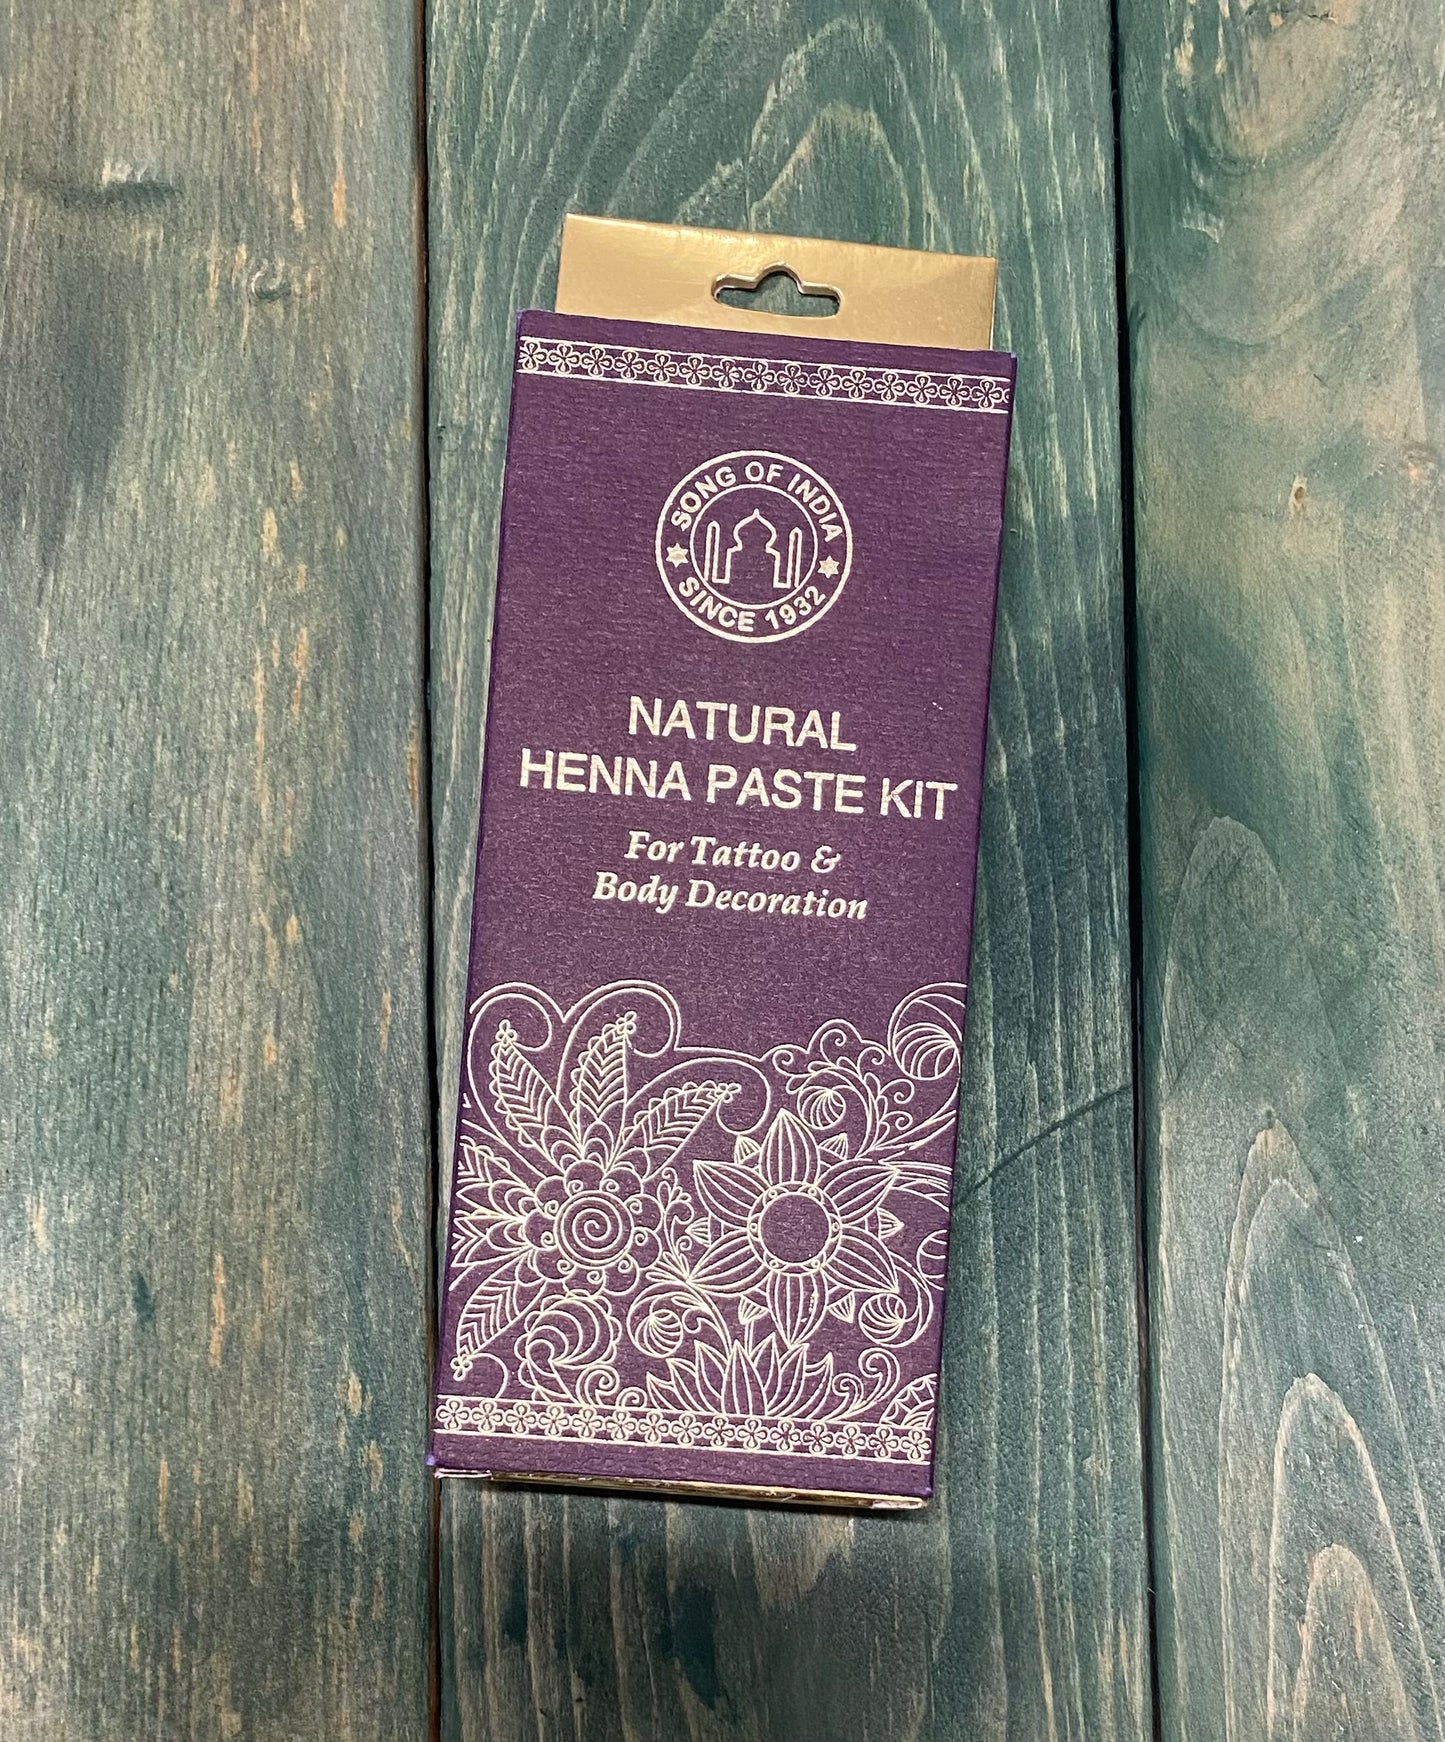 SONG OF INDIA
SINCE 1932
NATURAL
HENNA PASTE KIT
For Tattoo &
Body Decoration